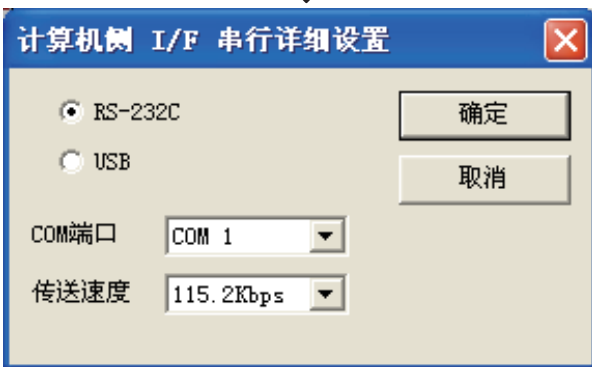 计算机侧 I/F 串行详细设置
RS-232C
确定
USB
取消
COM端口
COM 1
传送速度
115.2Kbps